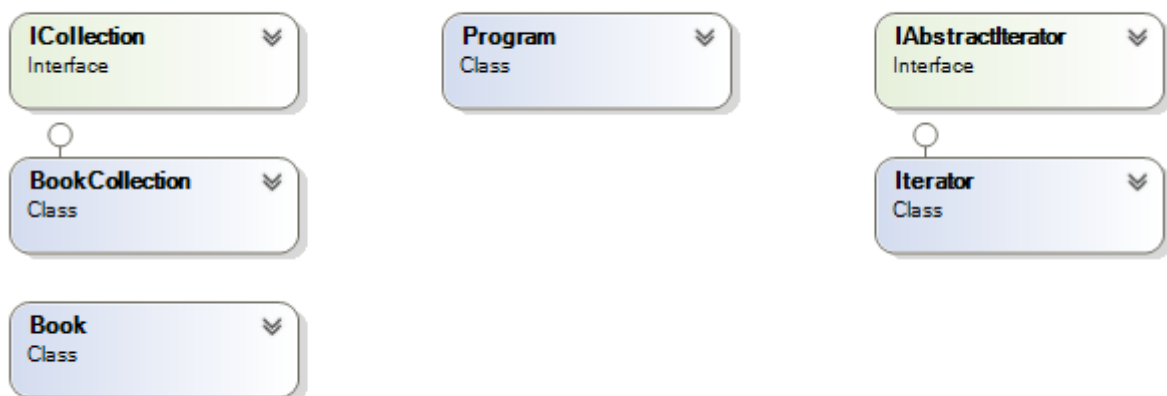 ICollection
Interface
Program
Class
IAbstractIterator
Interface
BookCollection
Class
Iterator
Class
Book
Class